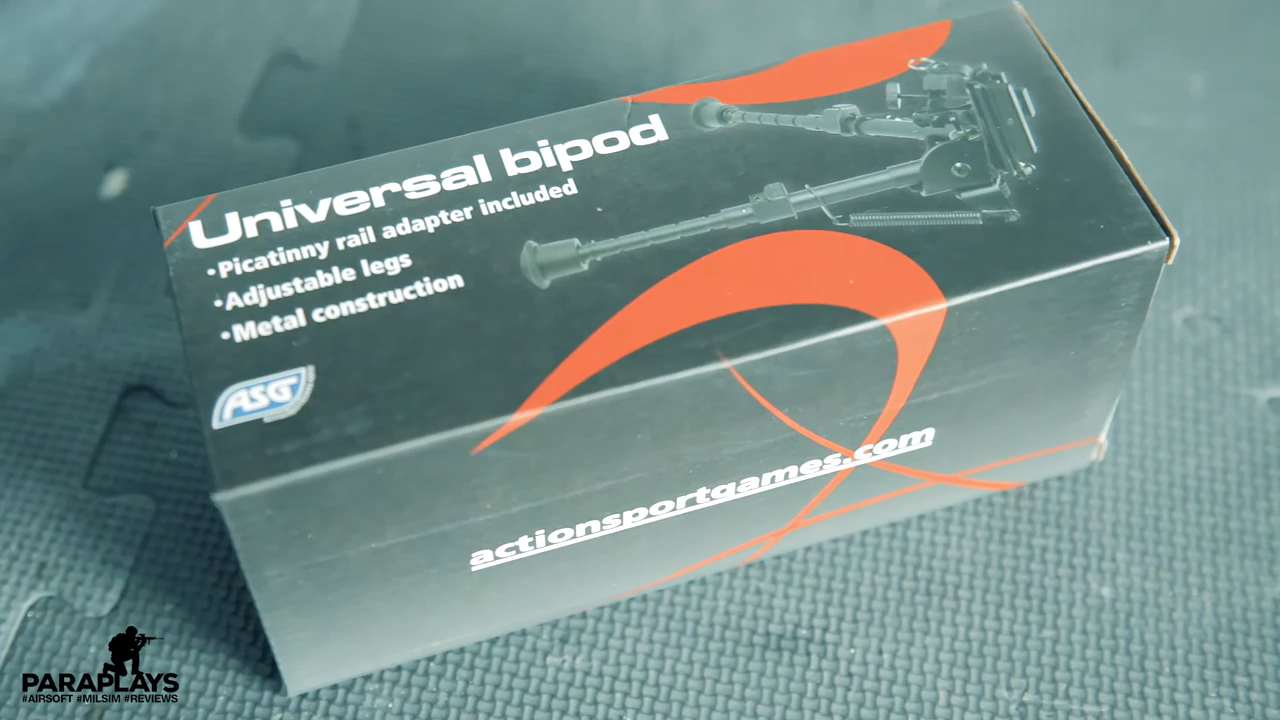 Universal bipod
•Picatinny rail adapter included
•Adjustable legs
•Metal construction
ASG
actionsportgames.com
PARAPLAYS
#AIRSOFT #MILSIM #REVIEWS